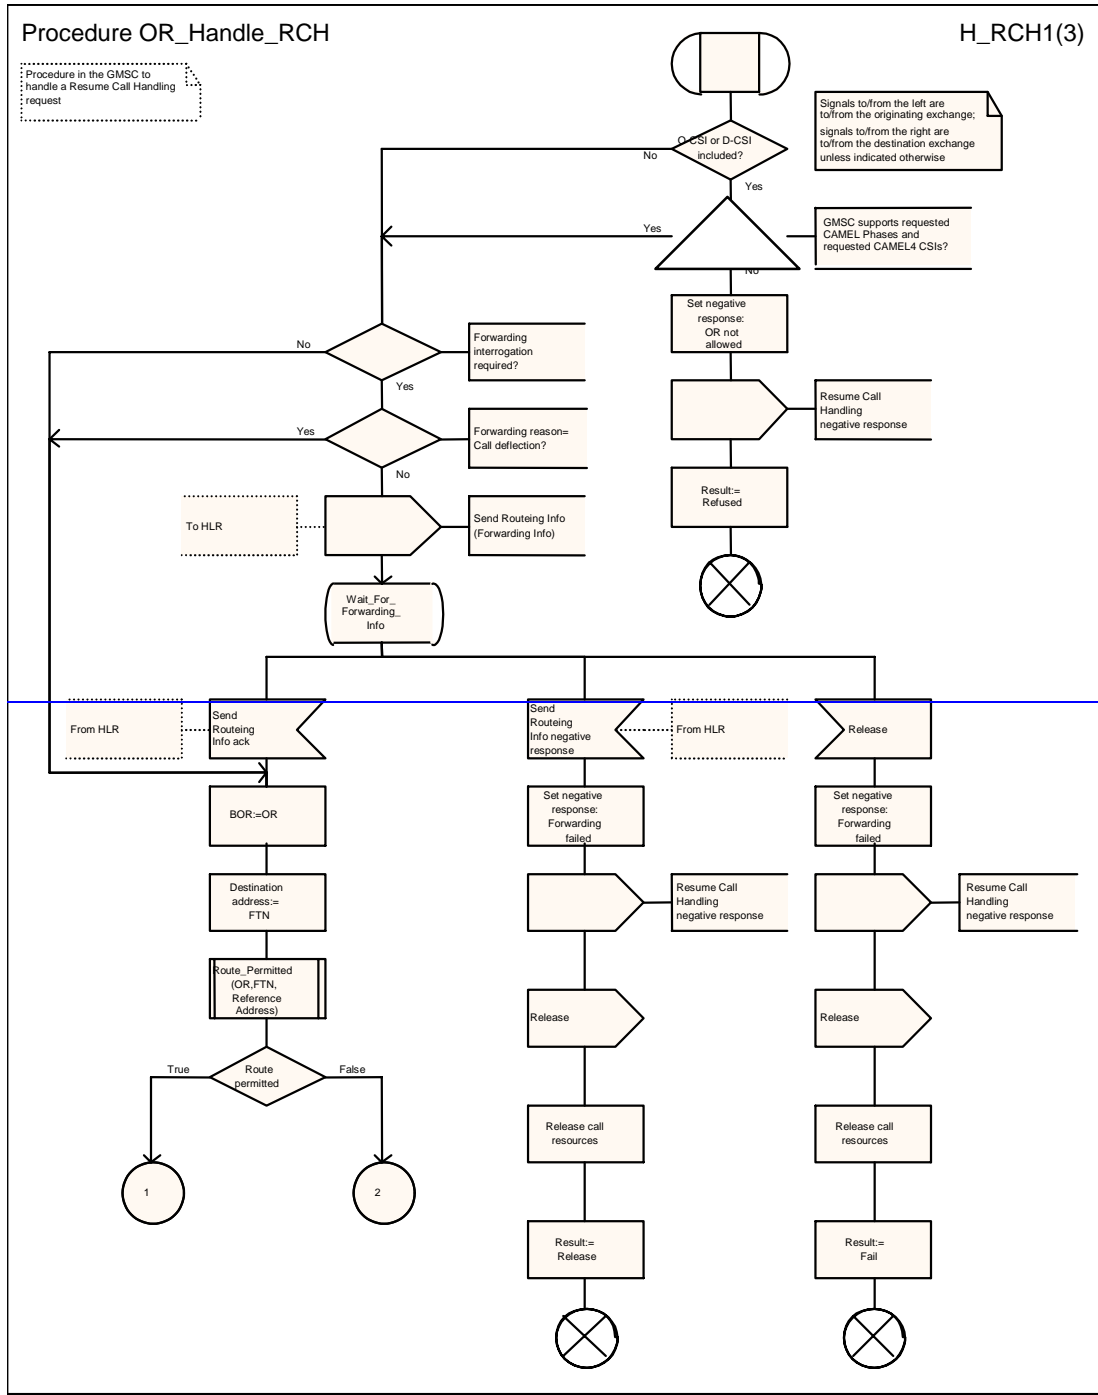 Procedure OR_Handle_RCH
H_RCH1(3)
Procedure in the GMSC to
handle a Resume Call Handling
request
Signals to/from the left are
to/from the originating exchange;
signals to/from the right are
to/from the destination exchange
unless indicated otherwise
O-CSI or D-CSI
included?
No
Yes
Yes
GMSC supports requested
CAMEL Phases and
requested CAMEL4 CSIs?
No
Set negative
response:
OR not
allowed
No
Forwarding
interrogation
required?
Yes
Resume Call
Handling
negative response
Yes
Forwarding reason=
Call deflection?
No
Result:=
Refused
To HLR
Send Routeing Info
(Forwarding Info)
Wait_For_
Forwarding_
Info
From HLR
Send
Routeing
Info ack
Send
Routeing
Info negative
response
From HLR
Release
BOR:=OR
Set negative
response:
Forwarding
failed
Set negative
response:
Forwarding
failed
Destination
address:=
FTN
Resume Call
Handling
negative response
Resume Call
Handling
negative response
Route_Permitted
(OR,FTN,
Reference
Address)
Release
Release
True
Route
permitted
False
Release call
resources
Release call
resources
1
2
Result:=
Release
Result:=
Fail